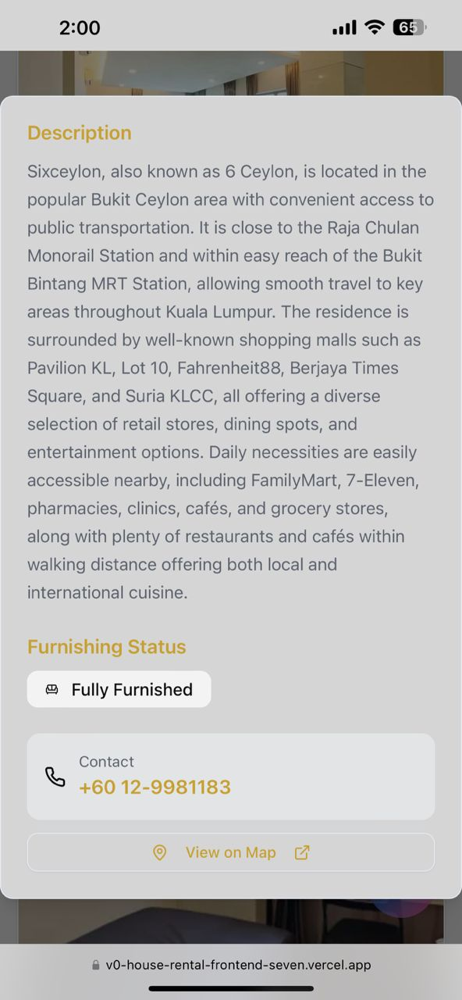 2:00
65
Description
Sixceylon, also known as 6 Ceylon, is located in the
popular Bukit Ceylon area with convenient access to
public transportation. It is close to the Raja Chulan
Monorail Station and within easy reach of the Bukit
Bintang MRT Station, allowing smooth travel to key
areas throughout Kuala Lumpur. The residence is
surrounded by well-known shopping malls such as
Pavilion KL, Lot 10, Fahrenheit88, Berjaya Times
Square, and Suria KLCC, all offering a diverse
selection of retail stores, dining spots, and
entertainment options. Daily necessities are easily
accessible nearby, including FamilyMart, 7-Eleven,
pharmacies, clinics, cafés, and grocery stores,
along with plenty of restaurants and cafés within
walking distance offering both local and
international cuisine.
Furnishing Status
Fully Furnished
Contact
+60 12-9981183
View on Map
v0-house-rental-frontend-seven.vercel.app